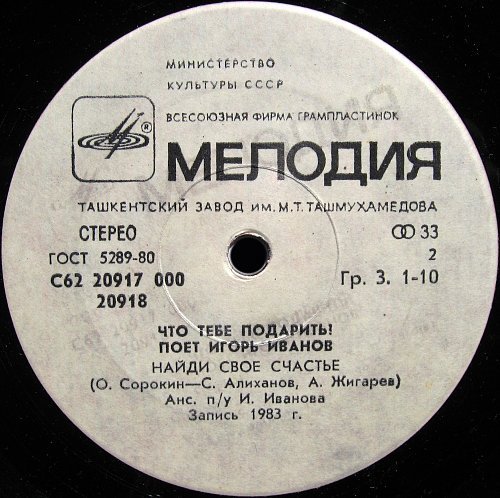 МИНИСТЕРСТВО
КУЛЬТУРЫ СССР
ВСЕСОЮЗНАЯ ФИРМА ГРАМПЛАСТИНОК
® МЕЛОДИЯ
ТАШКЕНТСКИЙ ЗАВОД ИМ. М.Т. ТАШМУХАМЕДОВА
СТЕРЕО 33
ГОСТ 5289-80 2
С62 20917 000 Гр. 3. 1-10
20918
ЧТО ТЕБЕ ПОДАРИТЬ!
ПОЕТ ИГОРЬ ИВАНОВ
НАЙДИ СВОЕ СЧАСТЬЕ
(О. Сорокин—С. Алиханов, А. Жигарев)
Анс. п/у И. Иванова
Запись 1983 г.